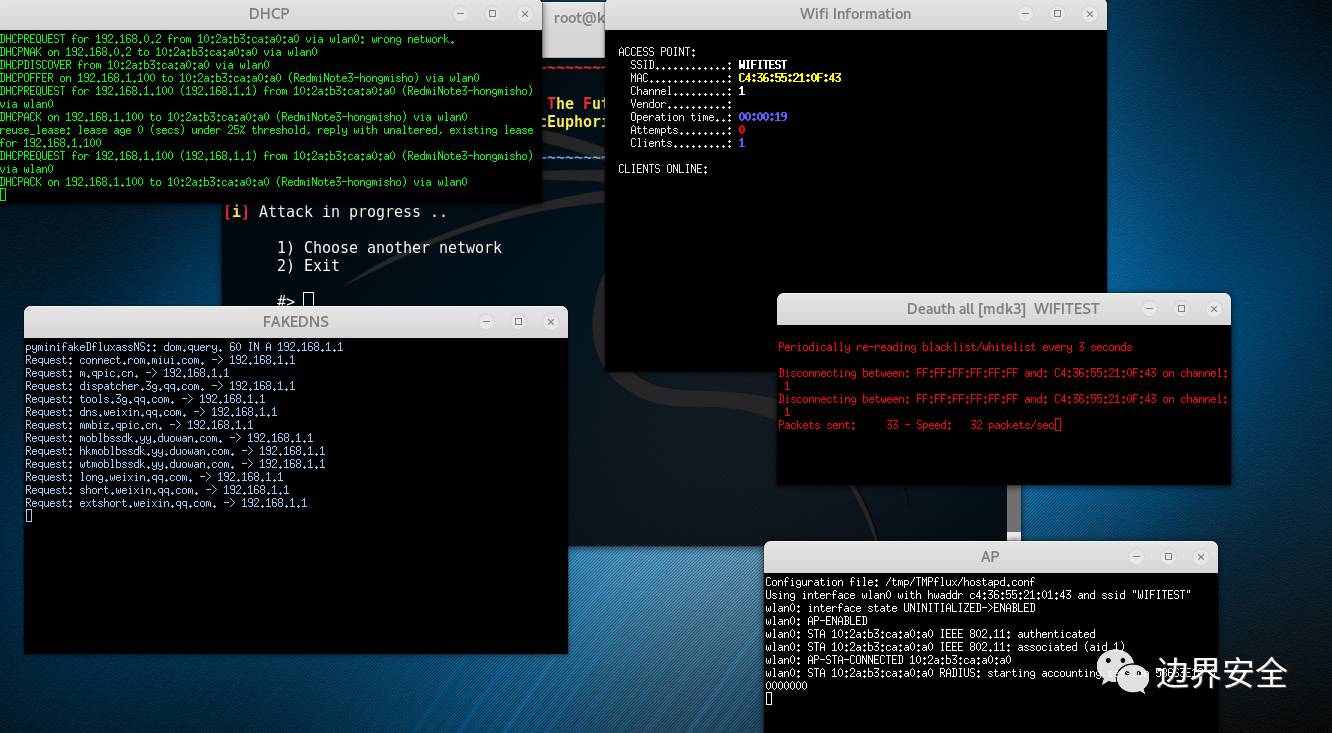 DHCP
DHCPREQUEST for 192.168.0.2 from 10:2a:b3:ca:a0:a0 via wlan0: wrong network.
DHCPNAK on 192.168.0.2 to 10:2a:b3:ca:a0:a0 via wlan0
DHCPDISCOVER from 10:2a:b3:ca:a0:a0 via wlan0
DHCPOFFER on 192.168.1.100 to 10:2a:b3:ca:a0:a0 (RedmiNote3-hongmisho) via wlan0
DHCPREQUEST for 192.168.1.100 (192.168.1.1) from 10:2a:b3:ca:a0:a0 (RedmiNote3-hongmisho)
via wlan0
DHCPACK on 192.168.1.100 to 10:2a:b3:ca:a0:a0 (RedmiNote3-hongmisho) via wlan0
reuse_lease: lease age 0 (secs) under 25% threshold, reply with unaltered, existing lease
for 192.168.1.100
DHCPREQUEST for 192.168.1.100 (192.168.1.1) from 10:2a:b3:ca:a0:a0 (RedmiNote3-hongmisho)
via wlan0
DHCPACK on 192.168.1.100 to 10:2a:b3:ca:a0:a0 (RedmiNote3-hongmisho) via wlan0
root@k
The Fut
cEuphori
[i] Attack in progress ..
1) Choose another network
2) Exit
#>
Wifi Information
ACCESS POINT:
SSID............: WIFITEST
MAC.............: C4:36:55:21:0F:43
Channel.........: 1
Vendor..........:
Operation time..: 00:00:19
Attempts........: 0
Clients.........: 1
CLIENTS ONLINE:
FAKEDNS
pyminifakeDfluxassNS:: dom.query. 60 IN A 192.168.1.1
Request: connect.rom.miui.com. -> 192.168.1.1
Request: m.qpic.cn. -> 192.168.1.1
Request: dispatcher.3g.qq.com. -> 192.168.1.1
Request: tools.3g.qq.com. -> 192.168.1.1
Request: dns.weixin.qq.com. -> 192.168.1.1
Request: mmbiz.qpic.cn. -> 192.168.1.1
Request: moblbssdk.yy.duowan.com. -> 192.168.1.1
Request: hkmoblbssdk.yy.duowan.com. -> 192.168.1.1
Request: wtmoblbssdk.yy.duowan.com. -> 192.168.1.1
Request: long.weixin.qq.com. -> 192.168.1.1
Request: short.weixin.qq.com. -> 192.168.1.1
Request: extshort.weixin.qq.com. -> 192.168.1.1
Deauth all [mdk3] WIFITEST
Periodically re-reading blacklist/whitelist every 3 seconds
Disconnecting between: FF:FF:FF:FF:FF:FF and: C4:36:55:21:0F:43 on channel:
1
Disconnecting between: FF:FF:FF:FF:FF:FF and: C4:36:55:21:0F:43 on channel:
1
Packets sent: 33 - Speed: 32 packets/sec
AP
Configuration file: /tmp/TMPflux/hostapd.conf
Using interface wlan0 with hwaddr c4:36:55:21:01:43 and ssid "WIFITEST"
wlan0: interface state UNINITIALIZED->ENABLED
wlan0: AP-ENABLED
wlan0: STA 10:2a:b3:ca:a0:a0 IEEE 802.11: authenticated
wlan0: STA 10:2a:b3:ca:a0:a0 IEEE 802.11: associated (aid 1)
wlan0: AP-STA-CONNECTED 10:2a:b3:ca:a0:a0
wlan0: STA 10:2a:b3:ca:a0:a0 RADIUS: starting accounting
0000000
边界安全